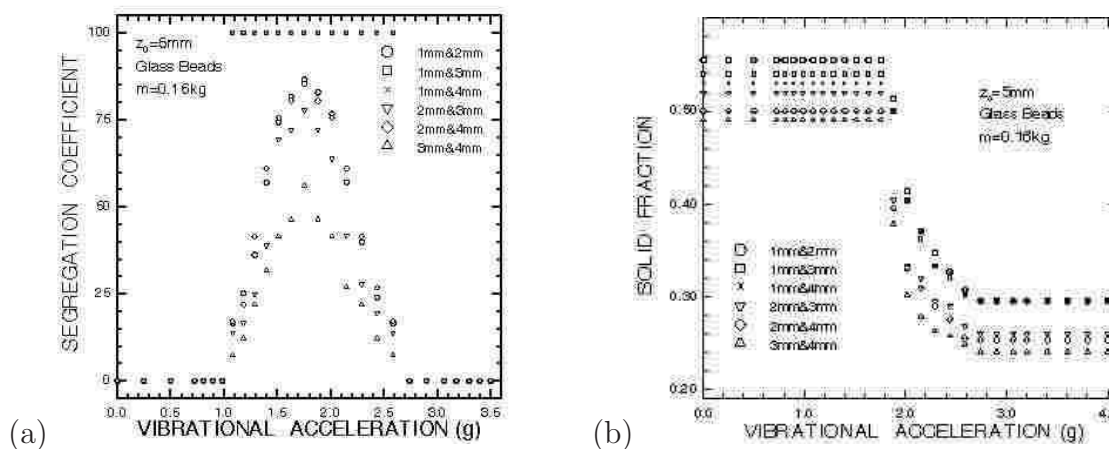 100
75
50
25
0
SEGREGATION COEFFICIENT
z₀=5mm
Glass Beads
m=0.16kg
1mm&2mm
1mm&3mm
1mm&4mm
2mm&3mm
2mm&4mm
3mm&4mm
0.0 0.5 1.0 1.5 2.0 2.5 3.0 3.5
(a) VIBRATIONAL ACCELERATION (g)
0.50
0.40
0.30
0.20
SOLID FRACTION
z₀=5mm
Glass Beads
m=0.16kg
1mm&2mm
1mm&3mm
1mm&4mm
2mm&3mm
2mm&4mm
3mm&4mm
0.0 1.0 2.0 3.0
(b) VIBRATIONAL ACCELERATION (g)